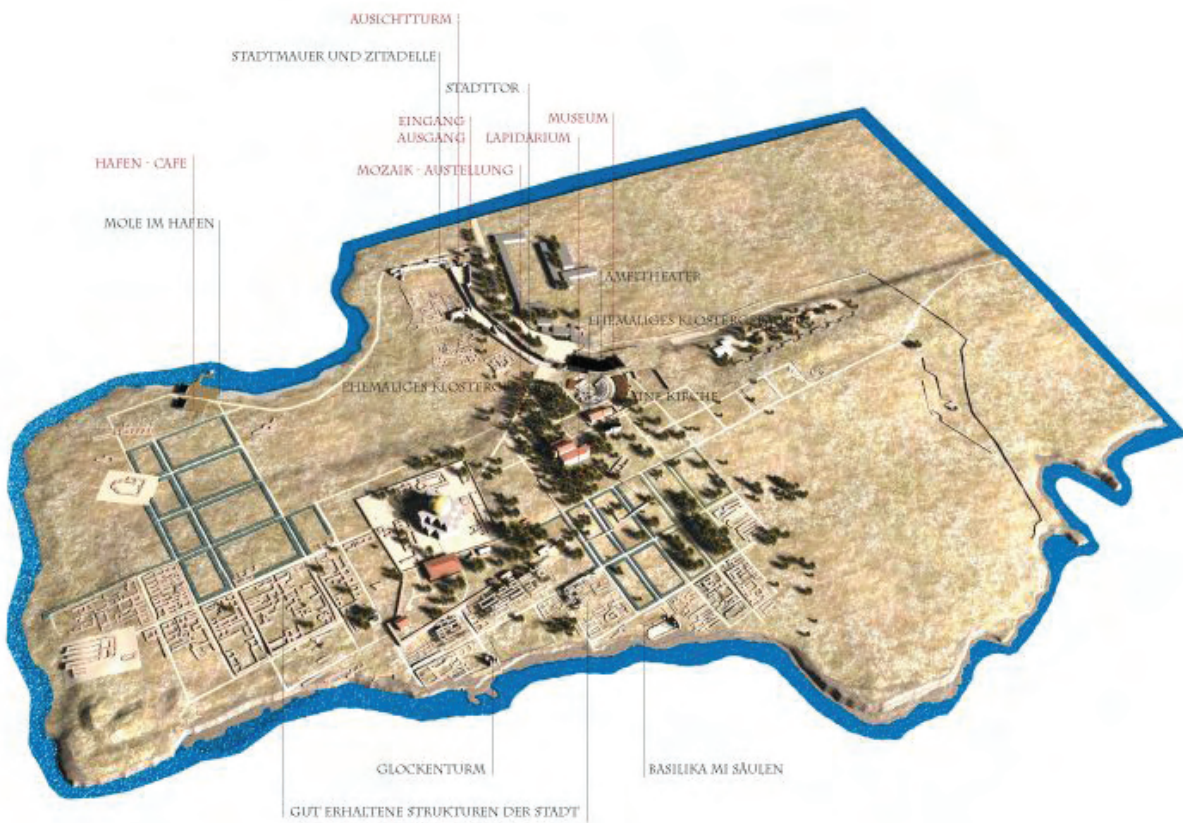 AUSICHTTURM
STADTMAUER UND ZITADELLE
STADTTOR
EINGANG
AUSGANG
MUSEUM
LAPIDARIUM
HAFEN - CAFE
MOZAIK - AUSTELLUNG
MOLE IM HAFEN
AMFITHEATER
EHEMALIGES
EHEMALIGES
KIRCHE
GLOCKENTURM
BASILIKA MI SÄULEN
GUT ERHALTENE STRUKTUREN DER STADT